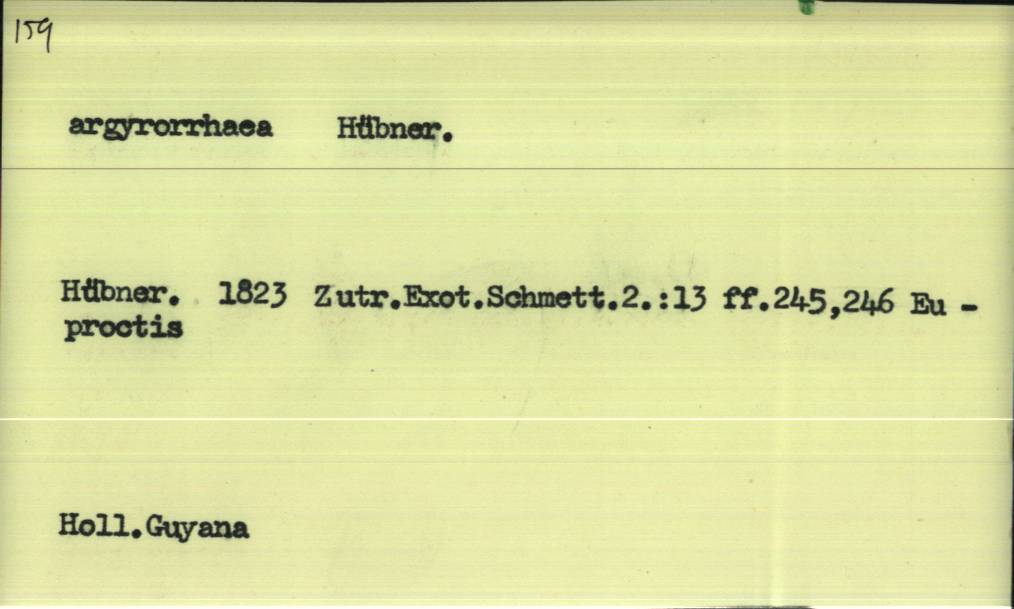 159
argyrorrhaea Hübner.
Hübner. 1823 Zutr.Exot.Schmett.2.:13 ff.245,246 Eu -
proctis
Holl.Guyana